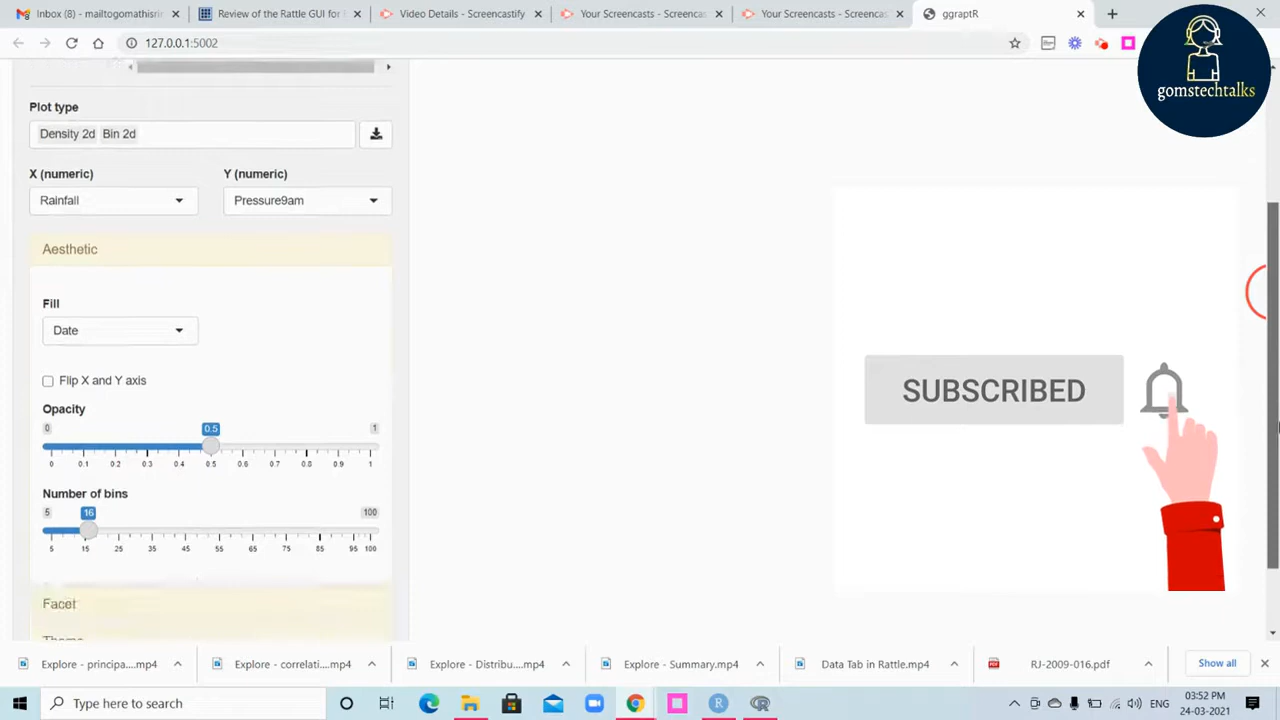 Inbox (8) - mailtogomathisrin
Review of the Rattle GUI for E
Video Details - Screencastify
Your Screencasts - Screencas
Your Screencasts - Screencas
ggraptR
127.0.0.1:5002
gomstechtalks
Plot type
Density 2d Bin 2d
X (numeric)
Y (numeric)
Rainfall
Pressure9am
Aesthetic
Fill
Date
Flip X and Y axis
Opacity
0 0.5 1
0 0.1 0.2 0.3 0.4 0.5 0.6 0.7 0.8 0.9 1
Number of bins
5 16 100
5 15 25 35 45 55 65 75 85 95 100
Facet
SUBSCRIBED
Explore - principa....mp4
Explore - correlati....mp4
Explore - Distribu....mp4
Explore - Summary.mp4
Data Tab in Rattle.mp4
RJ-2009-016.pdf
Show all
Type here to search
ENG
03:52 PM
24-03-2021